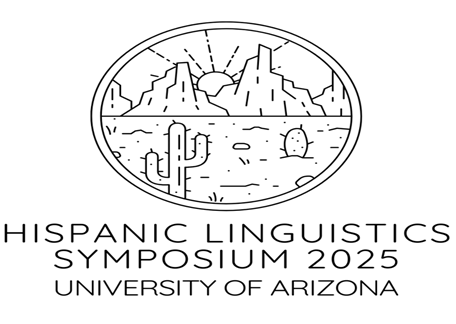 HISPANIC LINGUISTICS
SYMPOSIUM 2025
UNIVERSITY OF ARIZONA